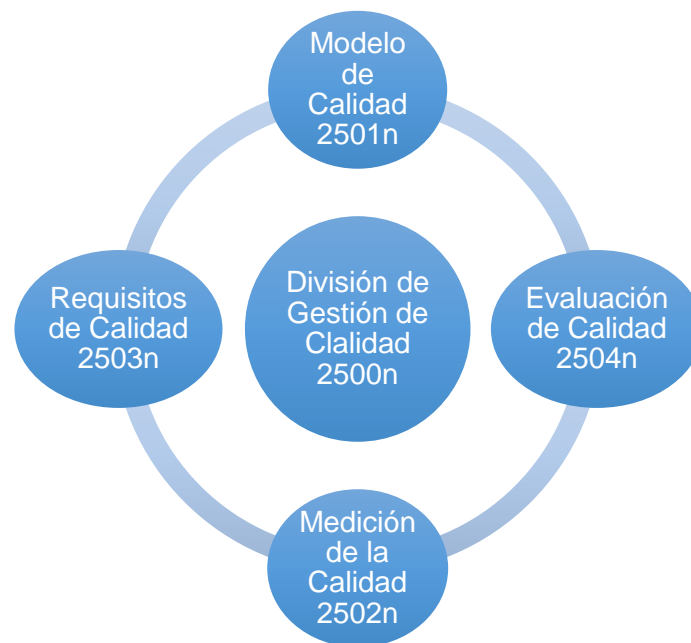 Modelo
de
Calidad
2501n
Requisitos
de Calidad
2503n
División de
Gestión de
Clalidad
2500n
Evaluación
de Calidad
2504n
Medición
de la
Calidad
2502n